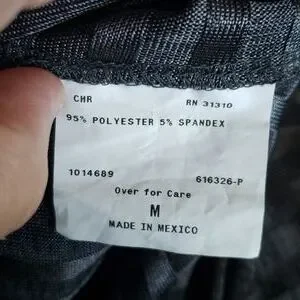 CHR RN 31310
95% POLYESTER 5% SPANDEX
1014689 616326-P
Over for Care
M
MADE IN MEXICO